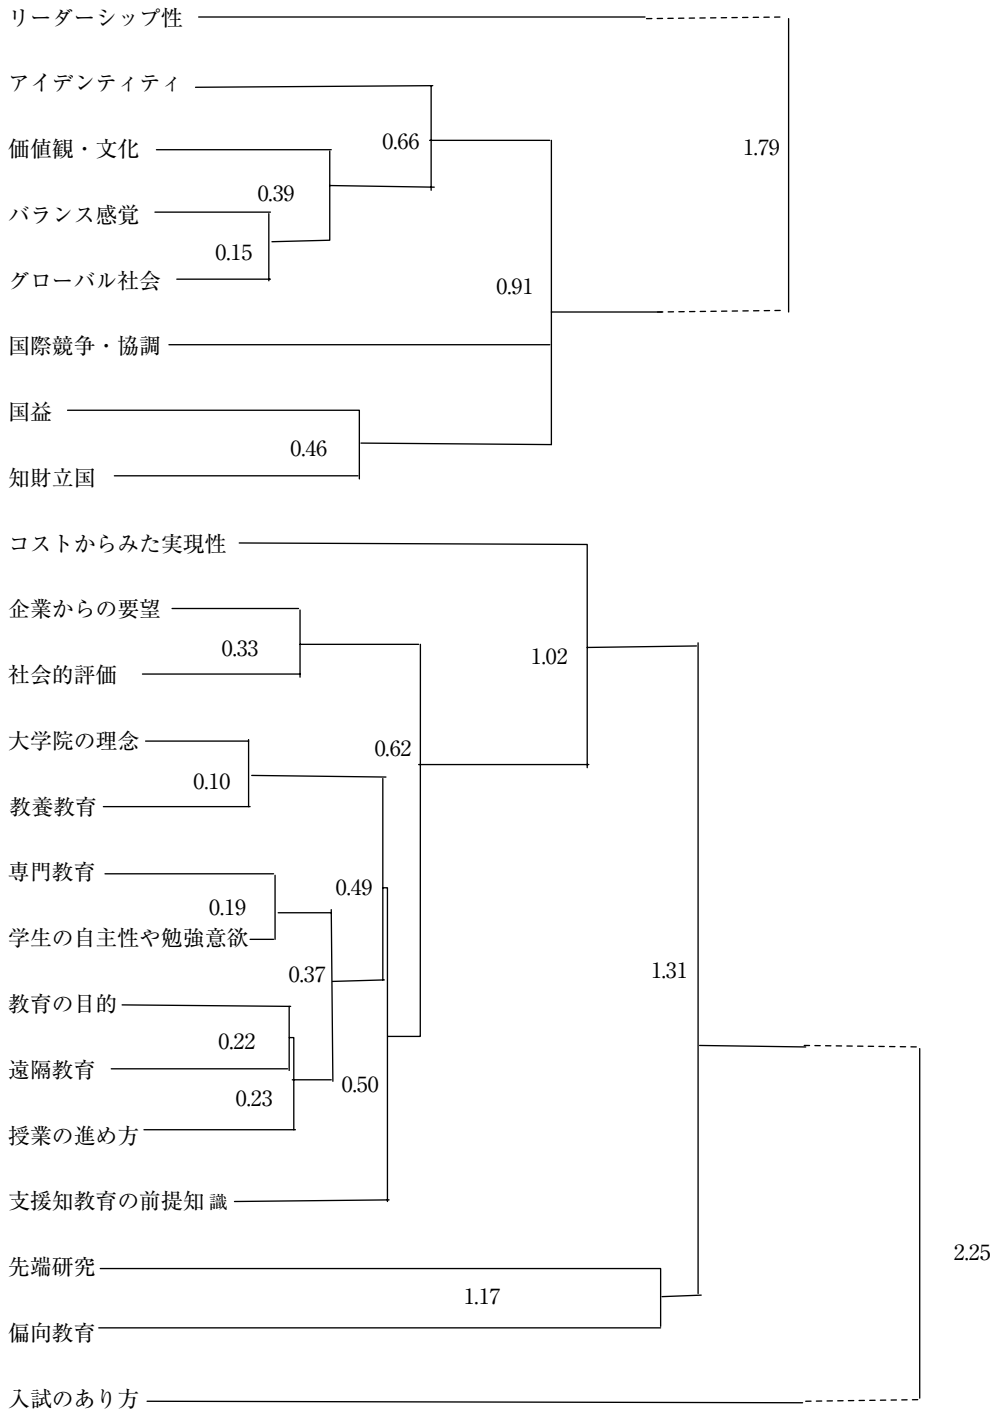 リーダーシップ性
アイデンティティ
0.66
価値観・文化
1.79
0.39
バランス感覚
0.15
グローバル社会
0.91
国際競争・協調
国益
0.46
知財立国
コストからみた実現性
企業からの要望
0.33
1.02
社会的評価
大学院の理念
0.62
0.10
教養教育
専門教育
0.49
0.19
学生の自主性や勉強意欲
0.37
1.31
教育の目的
0.22
遠隔教育
0.50
0.23
授業の進め方
支援知教育の前提知識
2.25
先端研究
1.17
偏向教育
入試のあり方